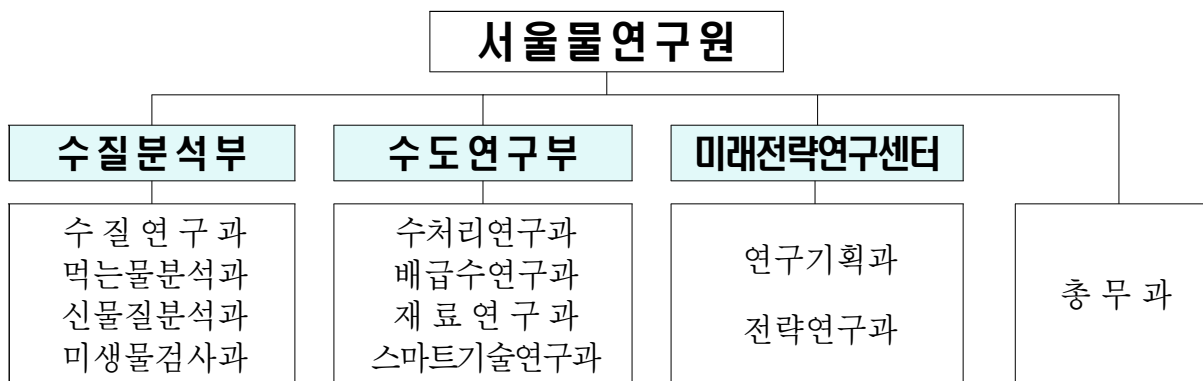 서울물연구원
수질분석부
수질연구과
먹는물분석과
신물질분석과
미생물검사과
수도연구부
수처리연구과
배급수연구과
재료연구과
스마트기술연구과
미래전략연구센터
연구기획과
전략연구과
총무과